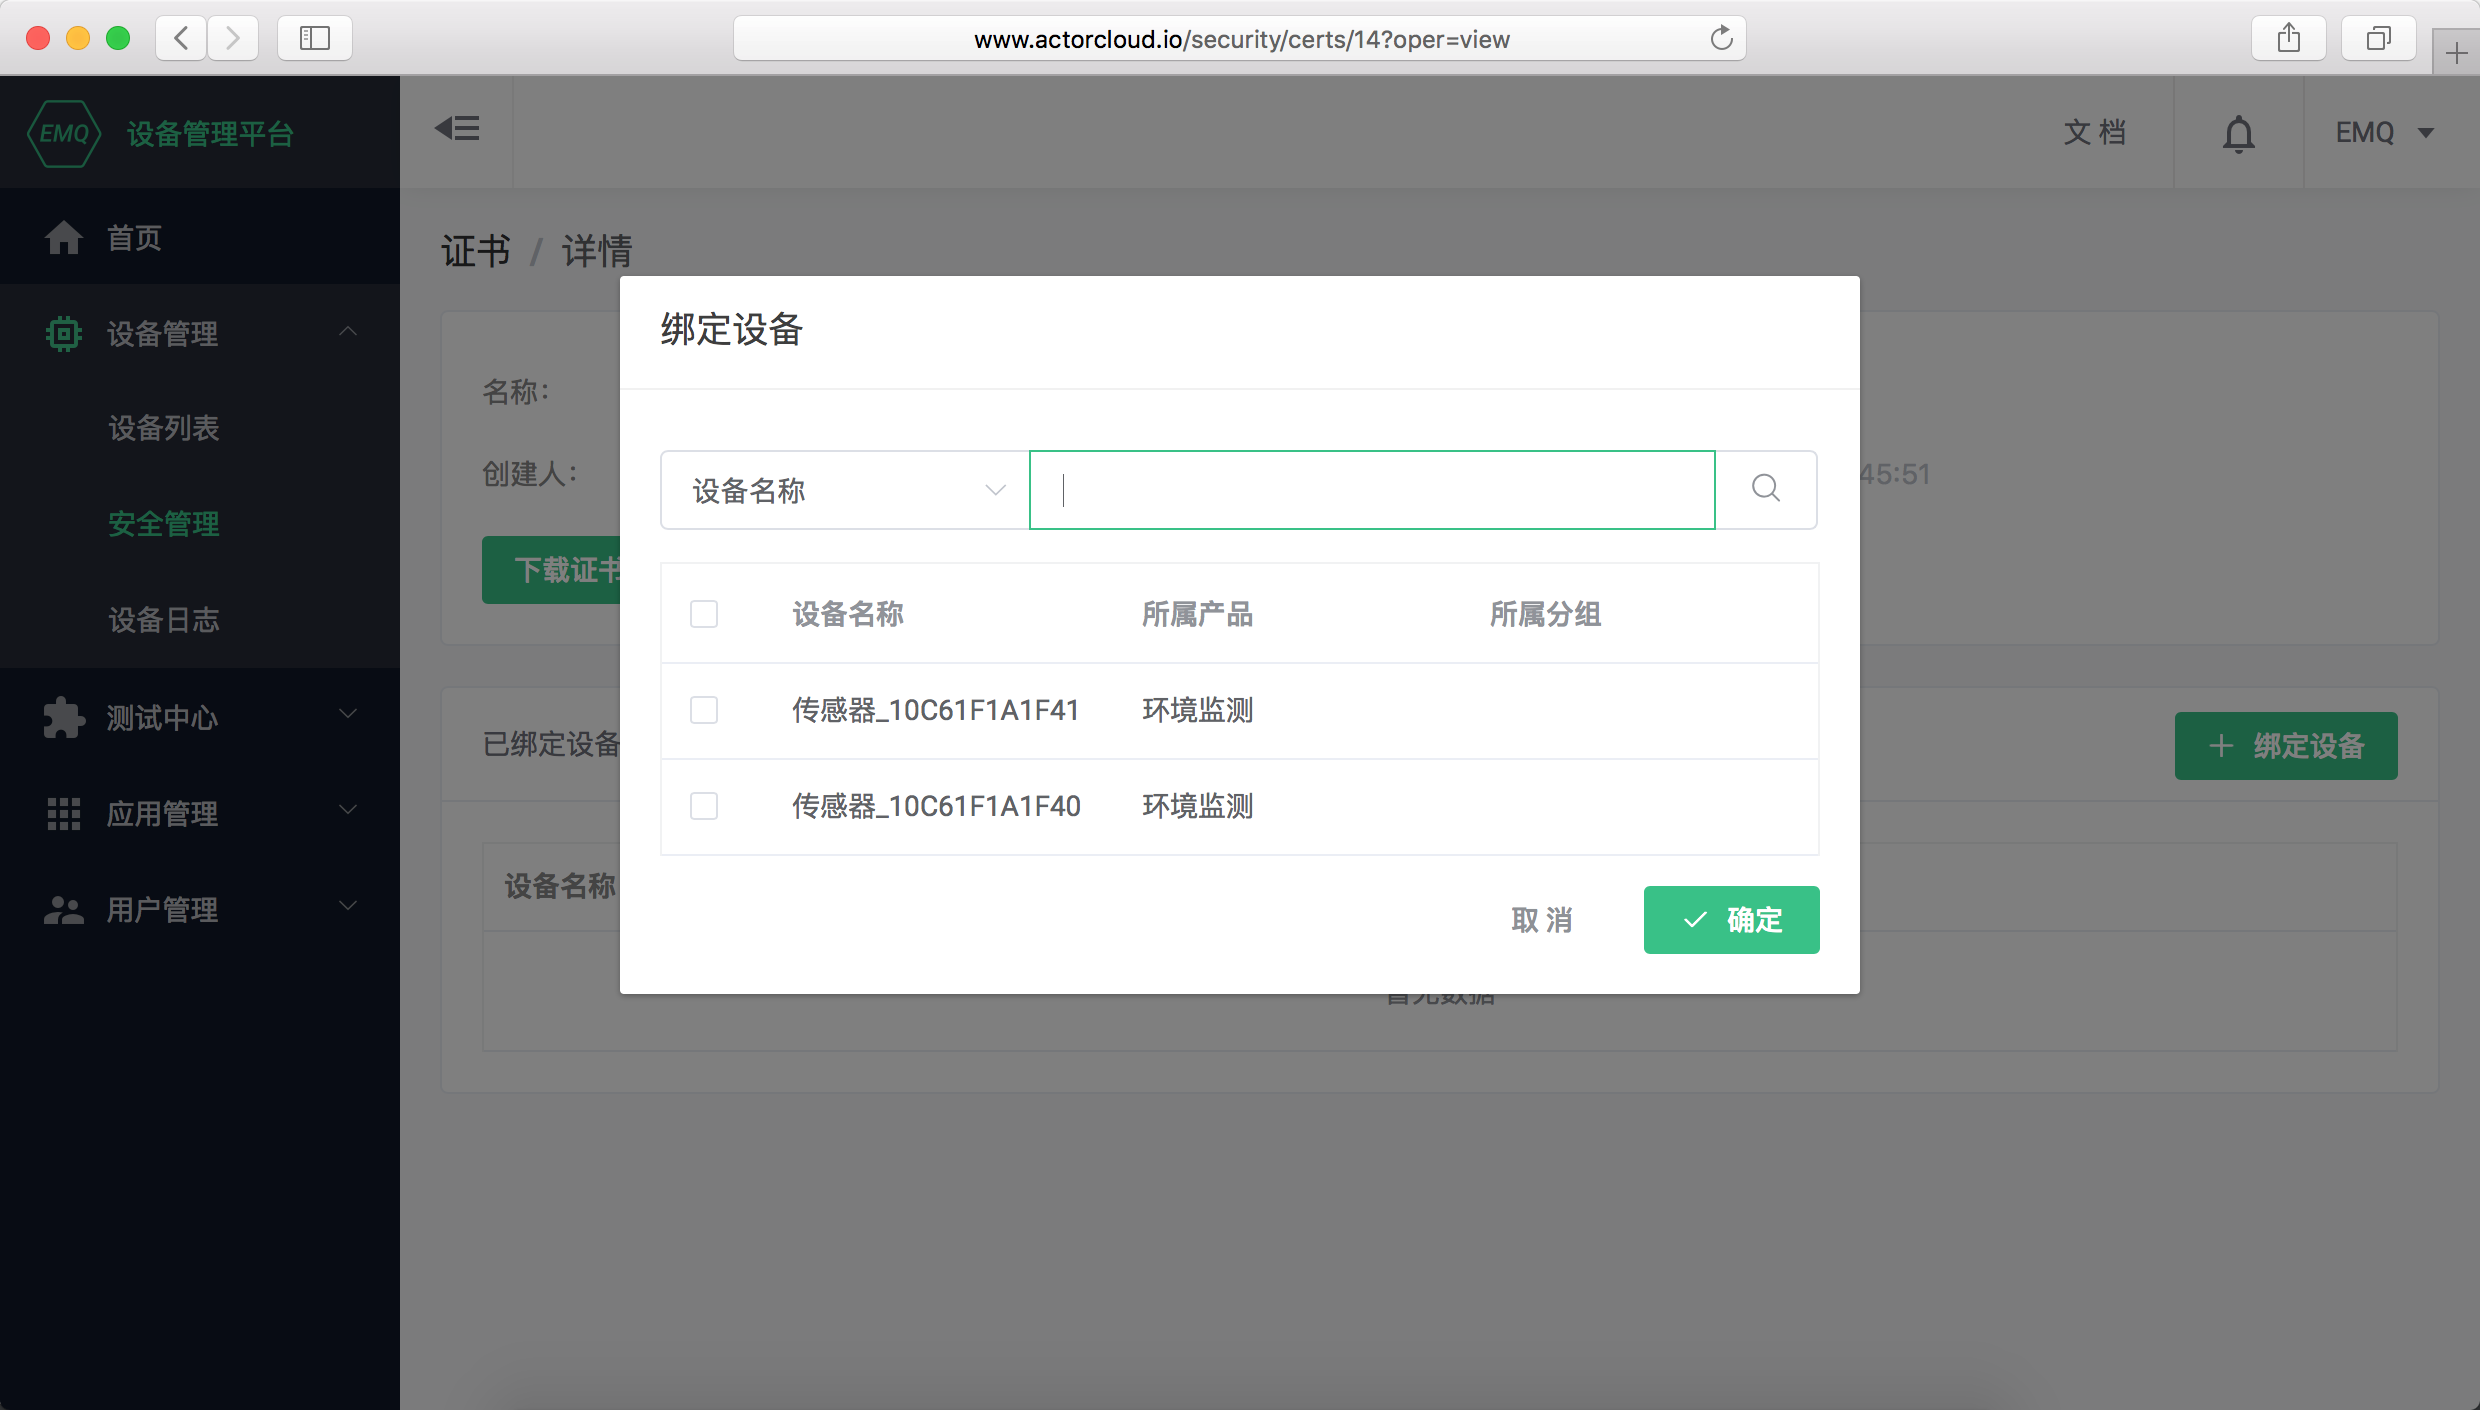 www.actorcloud.io/security/certs/14?oper=view
EMQ 设备管理平台
文档
EMQ
首页
设备管理
设备列表
安全管理
设备日志
测试中心
应用管理
用户管理
证书 / 详情
名称:
创建人:
45:51
下载证书
已绑定设备
+ 绑定设备
设备名称
暂无数据
绑定设备
设备名称
设备名称 所属产品 所属分组
传感器_10C61F1A1F41 环境监测
传感器_10C61F1A1F40 环境监测
取消
确定